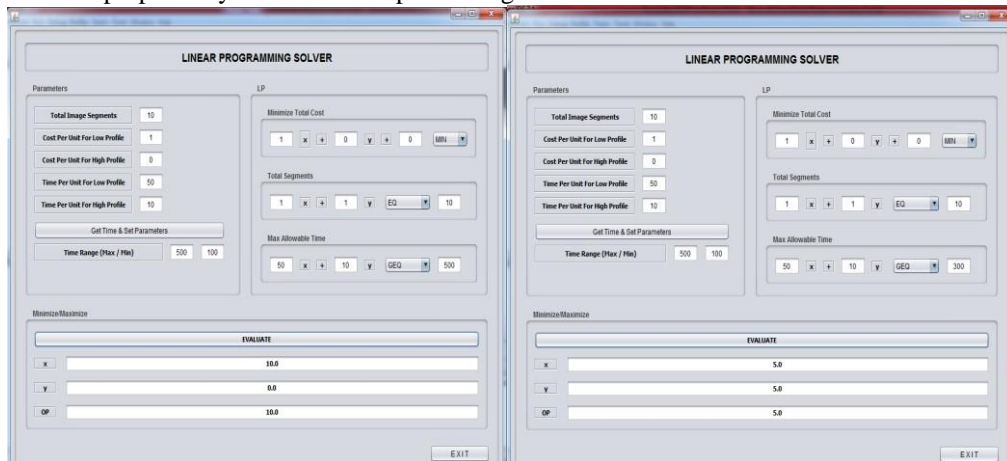 LINEAR PROGRAMMING SOLVER
Parameters
Total Image Segments 10
Cost Per Unit For Low Profile 1
Cost Per Unit For High Profile 0
Time Per Unit For Low Profile 50
Time Per Unit For High Profile 10
Get Time & Set Parameters
Time Range (Max / Min) 500 100
LP
Minimize Total Cost
1 x + 0 y + 0 MIN
Total Segments
1 x + 1 y EQ 10
Max Allowable Time
50 x + 10 y GEQ 500
Minimize/Maximize
EVALUATE
x 10.0
y 0.0
OP 10.0
EXIT
LINEAR PROGRAMMING SOLVER
Parameters
Total Image Segments 10
Cost Per Unit For Low Profile 1
Cost Per Unit For High Profile 0
Time Per Unit For Low Profile 50
Time Per Unit For High Profile 10
Get Time & Set Parameters
Time Range (Max / Min) 500 100
LP
Minimize Total Cost
1 x + 0 y + 0 MIN
Total Segments
1 x + 1 y EQ 10
Max Allowable Time
50 x + 10 y GEQ 300
Minimize/Maximize
EVALUATE
x 5.0
y 5.0
OP 5.0
EXIT